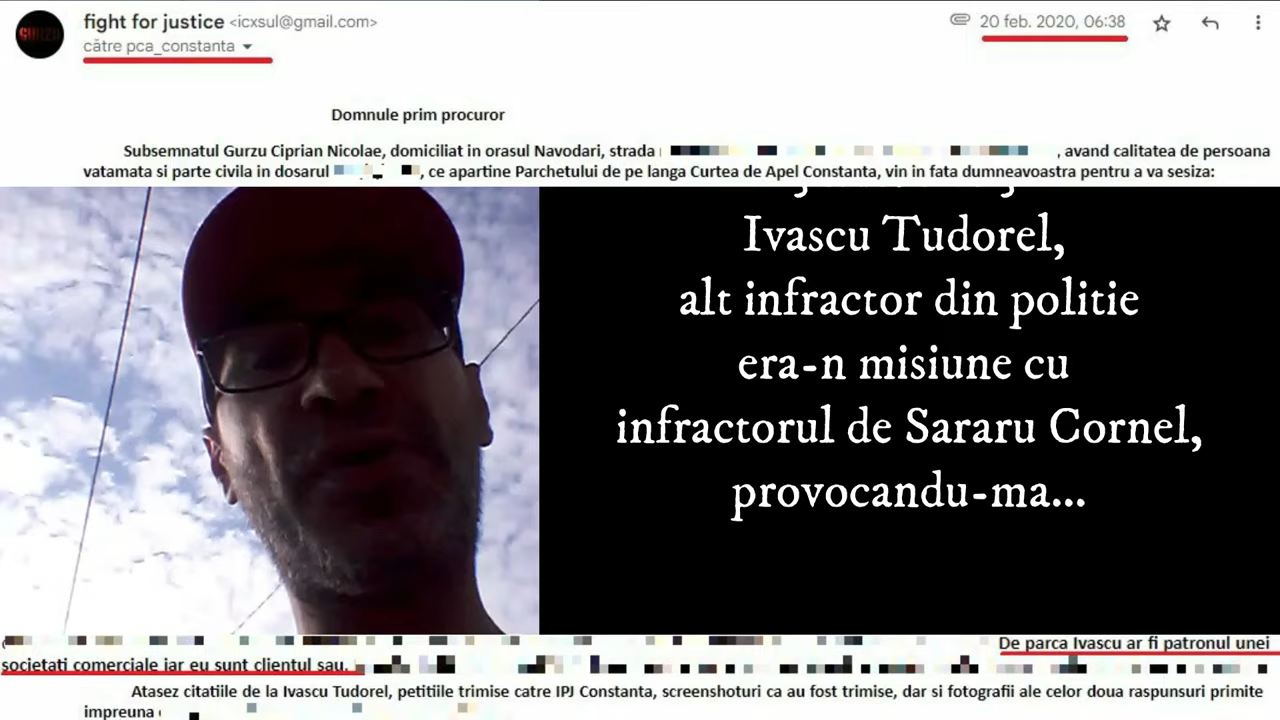 fight for justice <icxsul@gmail.com>
20 feb. 2020, 06:38
către pca_constanta
Domnule prim procuror
Subsemnatul Gurzu Ciprian Nicolae, domiciliat in orasul Navodari, strada , avand calitatea de persoana
vatamata si parte civila in dosarul , ce apartine Parchetului de pe langa Curtea de Apel Constanta, vin in fata dumneavoastra pentru a va sesiza:
Ivascu Tudorel,
alt infractor din politie
era-n misiune cu
infractorul de Sararu Cornel,
provocandu-ma...
De parca Ivascu ar fi patronul unei
societati comerciale iar eu sunt clientul sau.
Atasez citatiile de la Ivascu Tudorel, petitiile trimise catre IPJ Constanta, screenshoturi ca au fost trimise, dar si fotografii ale celor doua raspunsuri primite
impreuna